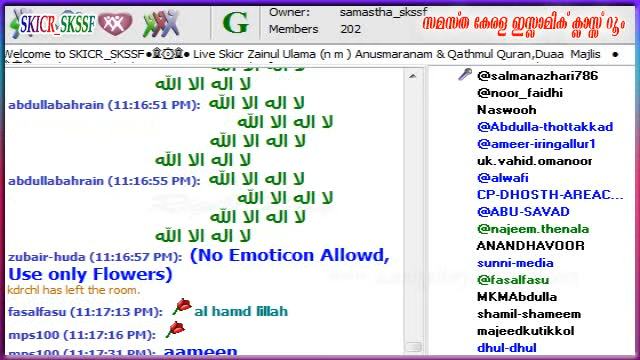 SKICR_SKSSF
G
Owner: samastha_skssf
Members 202
സമസ്ത കേരള ഇസ്ലാമിക് ക്ലാസ്സ് റൂം
Welcome to SKICR_SKSSF●۩۞۩● Live Skicr Zainul Ulama (n m ) Anusmaranam & Qathmul Quran,Duaa Majlis ●
لا اله الا الله
لا اله الا الله
abdullabahrain (11:16:51 PM): لا اله الا الله
لا اله الا الله
لا اله الا الله
لا اله الا الله
abdullabahrain (11:16:55 PM): لا اله الا الله
لا اله الا الله
لا اله الا الله
لا اله الا الله
zubair-huda (11:16:57 PM): (No Emoticon Allowd,
Use only Flowers)
kdrchl has left the room.
fasalfasu (11:17:13 PM): al hamd lillah
mps100 (11:17:16 PM):
mps100 (11:17:31 PM): aameen
@salmanazhari786
@noor_faidhi
Naswooh
@Abdulla-thottakkad
@ameer-iringallur1
uk.vahid.omanoor
@alwafi
CP-DHOSTH-AREAC...
@ABU-SAVAD
@najeem.thenala
ANANDHAVOOR
sunni-media
@fasalfasu
MKMAbdulla
shamil-shameem
majeedkutikkol
dhul-dhul